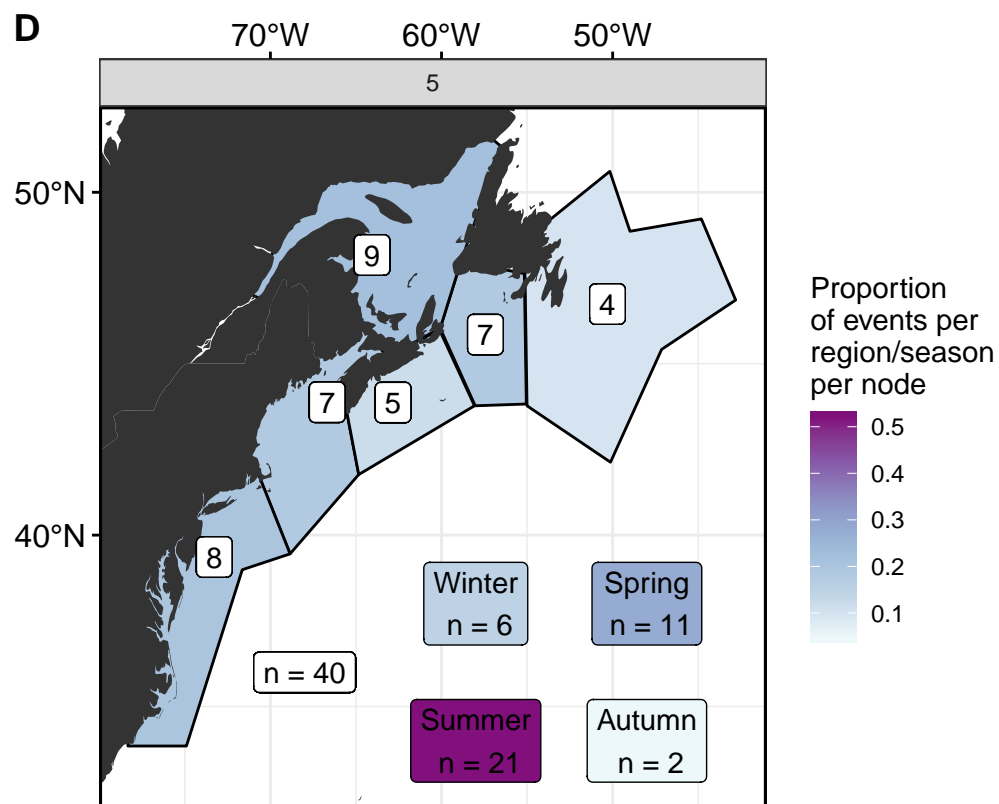 D
70°W 60°W 50°W
5
50°N
9
4
7
7
5
40°N
8
Winter
n = 6
Spring
n = 11
n = 40
Summer
n = 21
Autumn
n = 2
Proportion
of events per
region/season
per node
0.5
0.4
0.3
0.2
0.1